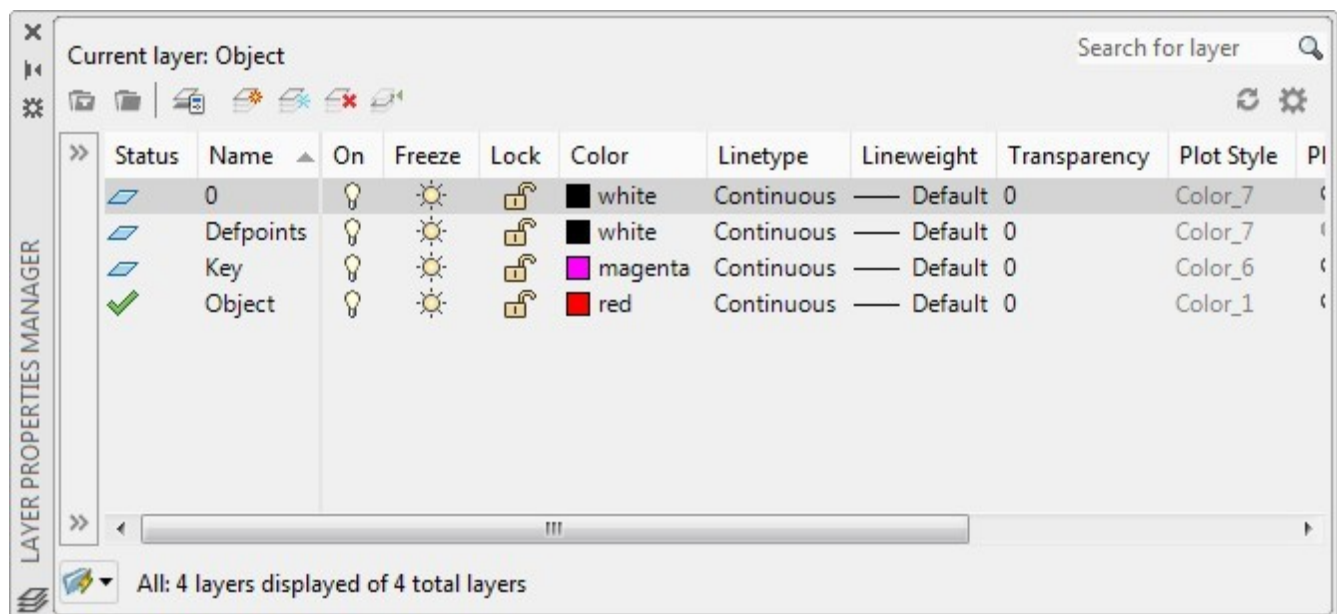 Current layer: Object
Search for layer
Status Name On Freeze Lock Color Linetype Lineweight Transparency Plot Style Pl
0 white Continuous Default 0 Color_7
Defpoints white Continuous Default 0 Color_7
Key magenta Continuous Default 0 Color_6
Object red Continuous Default 0 Color_1
LAYER PROPERTIES MANAGER
All: 4 layers displayed of 4 total layers